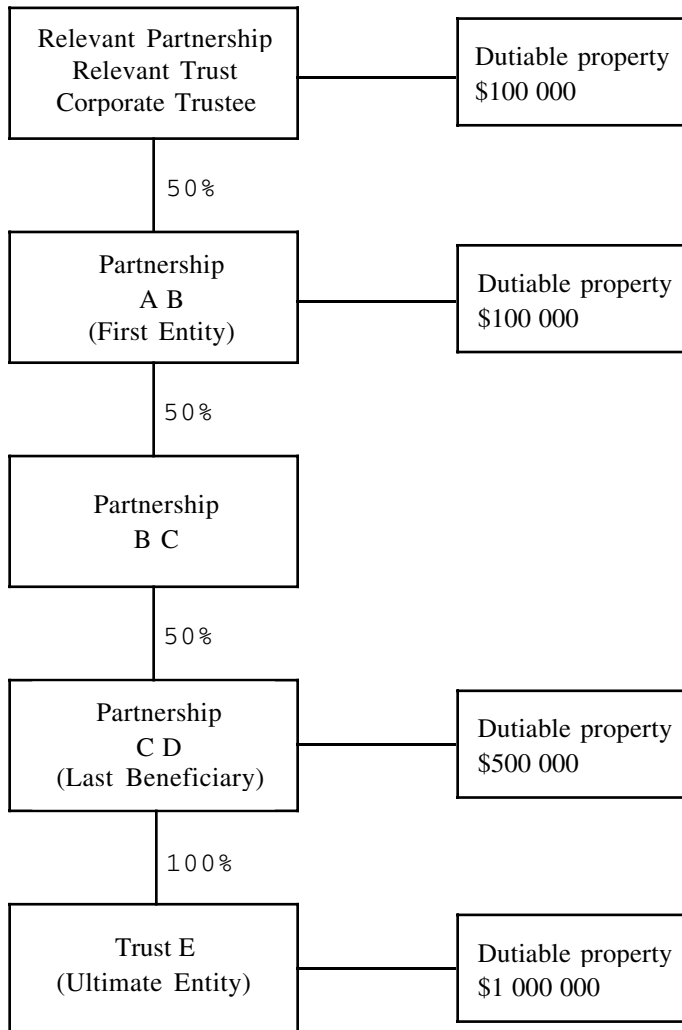 Relevant Partnership
Relevant Trust
Corporate Trustee
Dutiable property
$100 000
50%
Partnership
A B
(First Entity)
Dutiable property
$100 000
50%
Partnership
B C
50%
Partnership
C D
(Last Beneficiary)
Dutiable property
$500 000
100%
Trust E
(Ultimate Entity)
Dutiable property
$1 000 000